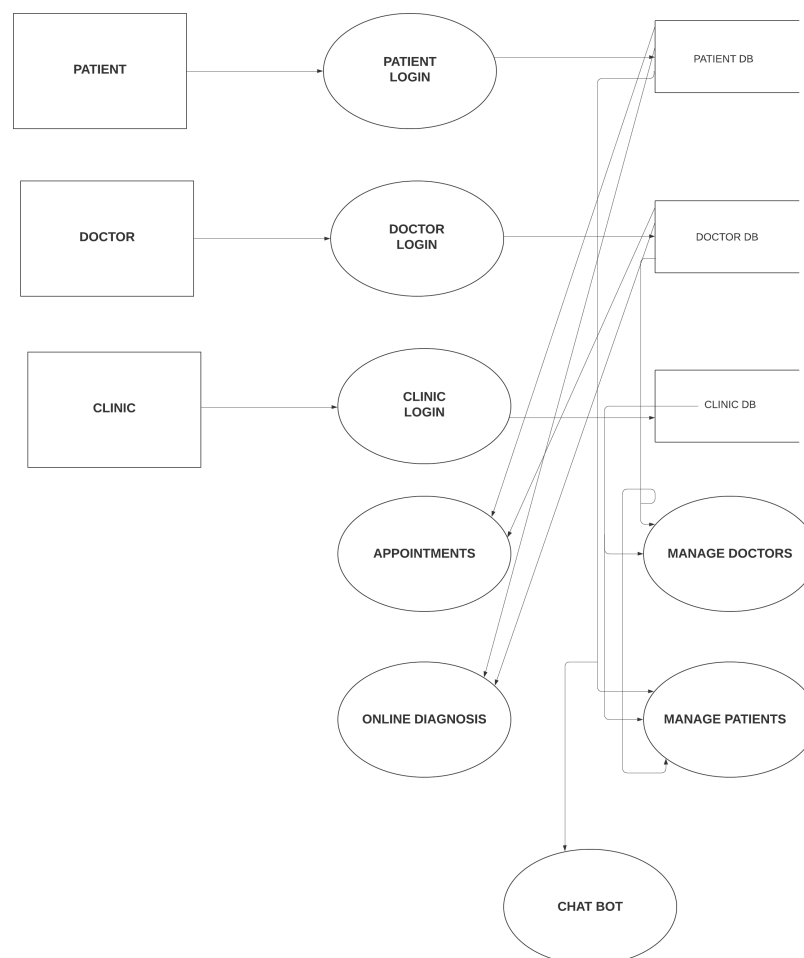 PATIENT
PATIENT
LOGIN
PATIENT DB
DOCTOR
DOCTOR
LOGIN
DOCTOR DB
CLINIC
CLINIC
LOGIN
CLINIC DB
APPOINTMENTS
MANAGE DOCTORS
ONLINE DIAGNOSIS
MANAGE PATIENTS
CHAT BOT